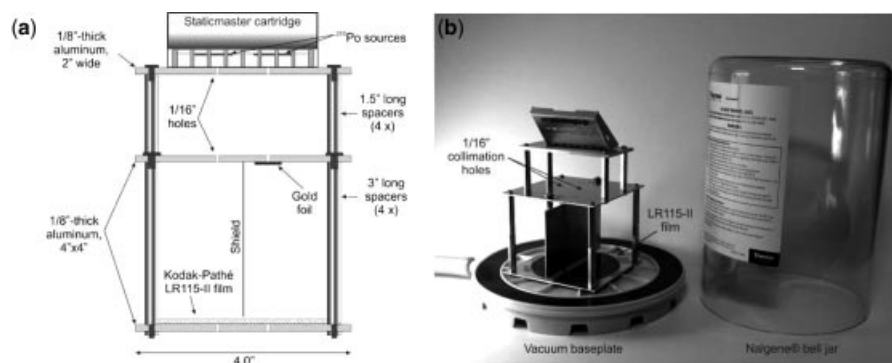 (a)
Staticmaster cartridge
1/8"-thick
aluminum,
2" wide
²¹⁰Po sources
1/16"
holes
1.5" long
spacers
(4 x)
Gold
foil
3" long
spacers
(4 x)
1/8"-thick
aluminum,
4"x4"
Shield
Kodak-Pathé
LR115-II film
4.0"
(b)
1/16"
collimation
holes
LR115-II
film
Vacuum baseplate
Nalgene® bell jar